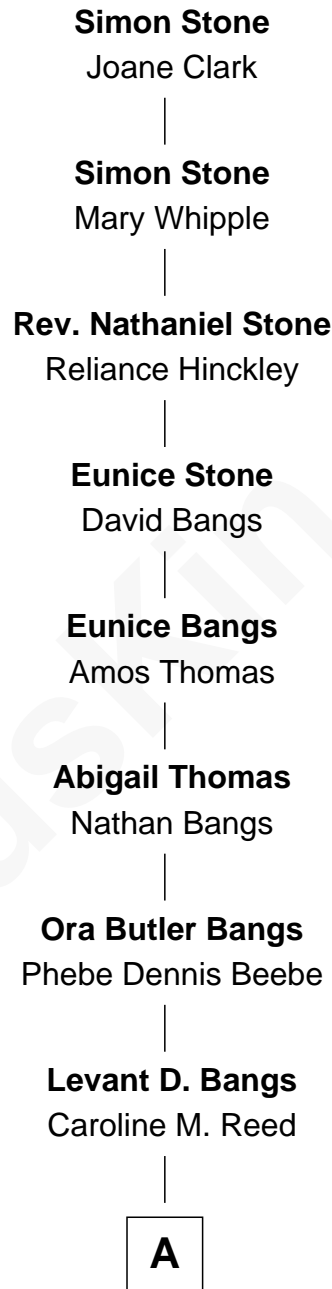 Simon Stone
Joane Clark
Simon Stone
Mary Whipple
Rev. Nathaniel Stone
Reliance Hinckley
Eunice Stone
David Bangs
Eunice Bangs
Amos Thomas
Abigail Thomas
Nathan Bangs
Ora Butler Bangs
Phebe Dennis Beebe
Levant D. Bangs
Caroline M. Reed
A